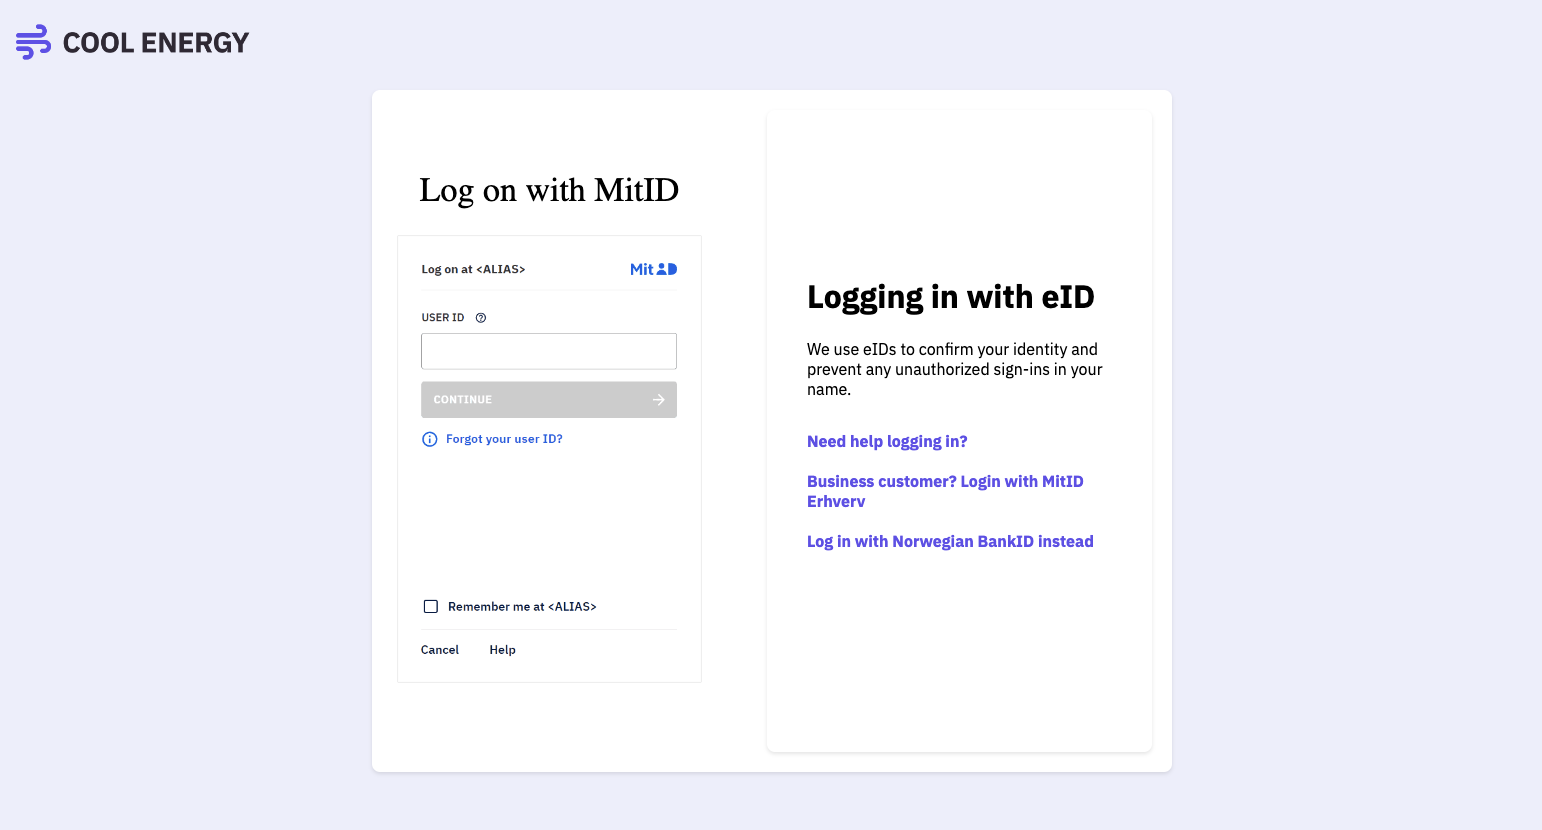 COOL ENERGY
Log on with MitID
Log on at <ALIAS>
Mit
USER ID
CONTINUE
Forgot your user ID?
Remember me at <ALIAS>
Cancel Help
Logging in with eID
We use eIDs to confirm your identity and
prevent any unauthorized sign-ins in your
name.
Need help logging in?
Business customer? Login with MitID
Erhverv
Log in with Norwegian BankID instead